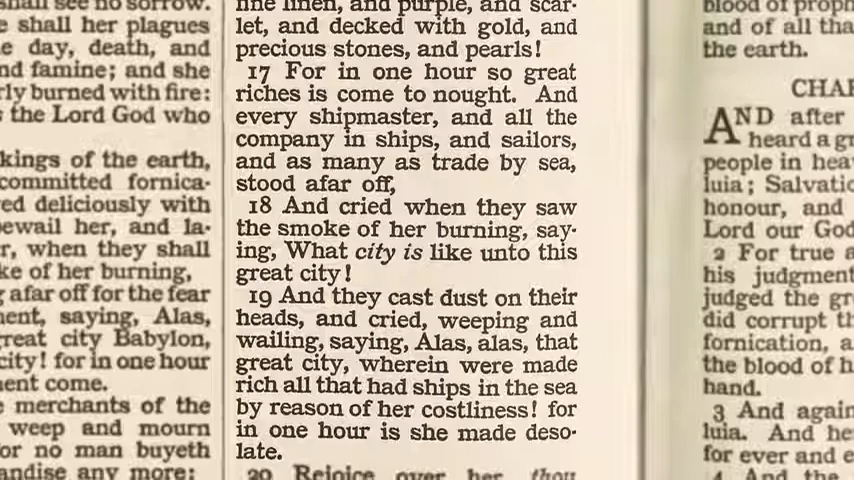 shall see no sorrow.
e shall her plagues
e day, death, and
nd famine; and she
rly burned with fire:
s the Lord God who
kings of the earth,
committed fornica-
ed deliciously with
bewail her, and la-
r, when they shall
ke of her burning,
g afar off for the fear
ment, saying, Alas,
great city Babylon,
city! for in one hour
ment come.
e merchants of the
weep and mourn
or no man buyeth
andise any more:
fine linen, and purple, and scar-
let, and decked with gold, and
precious stones, and pearls!
17 For in one hour so great
riches is come to nought. And
every shipmaster, and all the
company in ships, and sailors,
and as many as trade by sea,
stood afar off,
18 And cried when they saw
the smoke of her burning, say-
ing, What city is like unto this
great city!
19 And they cast dust on their
heads, and cried, weeping and
wailing, saying, Alas, alas, that
great city, wherein were made
rich all that had ships in the sea
by reason of her costliness! for
in one hour is she made deso-
late.
20 Rejoice over her thou
blood of proph
and of all tha
the earth.
CHAP
AND after
heard a gr
people in hea
luia; Salvatio
honour, and
Lord our God
2 For true a
his judgment
judged the gr
did corrupt th
fornication, a
the blood of h
hand.
3 And again
luia. And he
for ever and e
4 And the